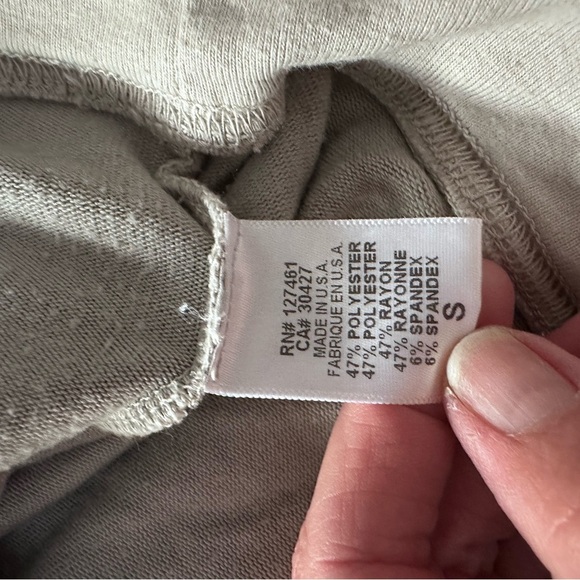 RN# 127461
CA# 30427
MADE IN U.S.A.
FABRIQUE EN U.S.A.
47% POLYESTER
47% POLYESTER
47% RAYON
47% RAYONNE
6% SPANDEX
6% SPANDEX
S